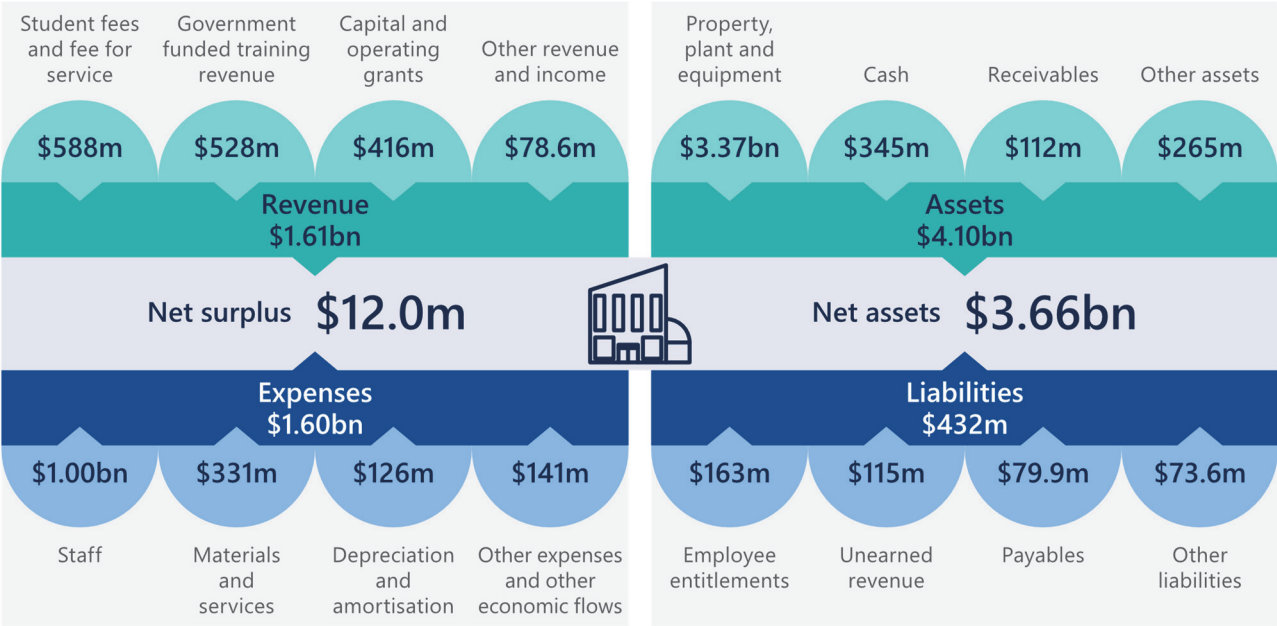 Student fees
and fee for
service
Government
funded training
revenue
Capital and
operating
grants
Other revenue
and income
$588m
$528m
$416m
$78.6m
Revenue
$1.61bn
Net surplus $12.0m
Expenses
$1.60bn
$1.00bn
$331m
$126m
$141m
Staff
Materials
and
services
Depreciation
and
amortisation
Other expenses
and other
economic flows
Property,
plant and
equipment
Cash
Receivables
Other assets
$3.37bn
$345m
$112m
$265m
Assets
$4.10bn
Net assets $3.66bn
Liabilities
$432m
$163m
$115m
$79.9m
$73.6m
Employee
entitlements
Unearned
revenue
Payables
Other
liabilities